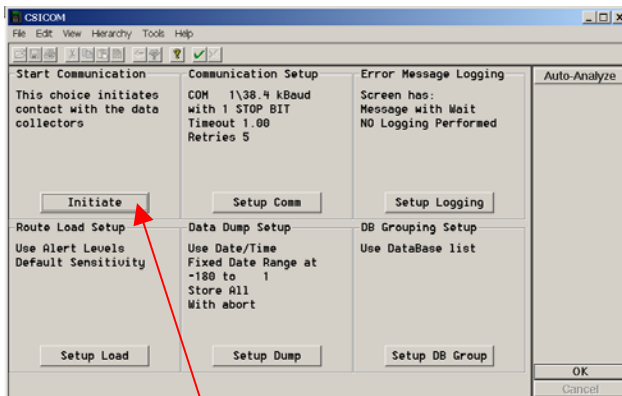 CSICOM
File Edit View Hierarchy Tools Help
Start Communication
This choice initiates
contact with the data
collectors
Initiate
Communication Setup
COM 1\38.4 kBaud
with 1 STOP BIT
Timeout 1.00
Retries 5
Setup Comm
Error Message Logging
Screen has:
Message with Wait
NO Logging Performed
Setup Logging
Auto-Analyze
Route Load Setup
Use Alert Levels
Default Sensitivity
Setup Load
Data Dump Setup
Use Date/Time
Fixed Date Range at
-180 to 1
Store All
With abort
Setup Dump
DB Grouping Setup
Use DataBase list
Setup DB Group
OK
Cancel